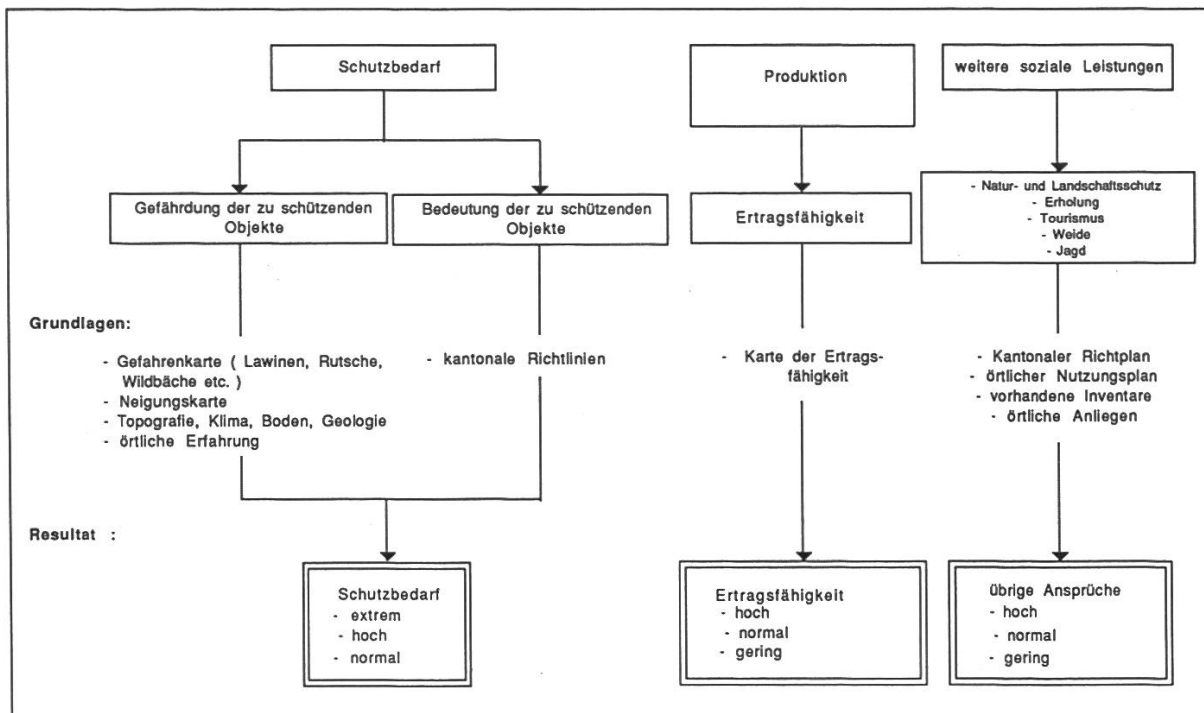 Schutzbedarf
Produktion
weitere soziale Leistungen
Gefährdung der zu schützenden
Objekte
Bedeutung der zu schützenden
Objekte
Ertragsfähigkeit
- Natur- und Landschaftsschutz
- Erholung
- Tourismus
- Weide
- Jagd
Grundlagen:
- Gefahrenkarte ( Lawinen, Rutsche,
Wildbäche etc. )
- Neigungskarte
- Topografie, Klima, Boden, Geologie
- örtliche Erfahrung
- kantonale Richtlinien
- Karte der Ertrags-
fähigkeit
- Kantonaler Richtplan
- örtlicher Nutzungsplan
- vorhandene Inventare
- örtliche Anliegen
Resultat :
Schutzbedarf
- extrem
- hoch
- normal
Ertragsfähigkeit
- hoch
- normal
- gering
übrige Ansprüche
- hoch
- normal
- gering